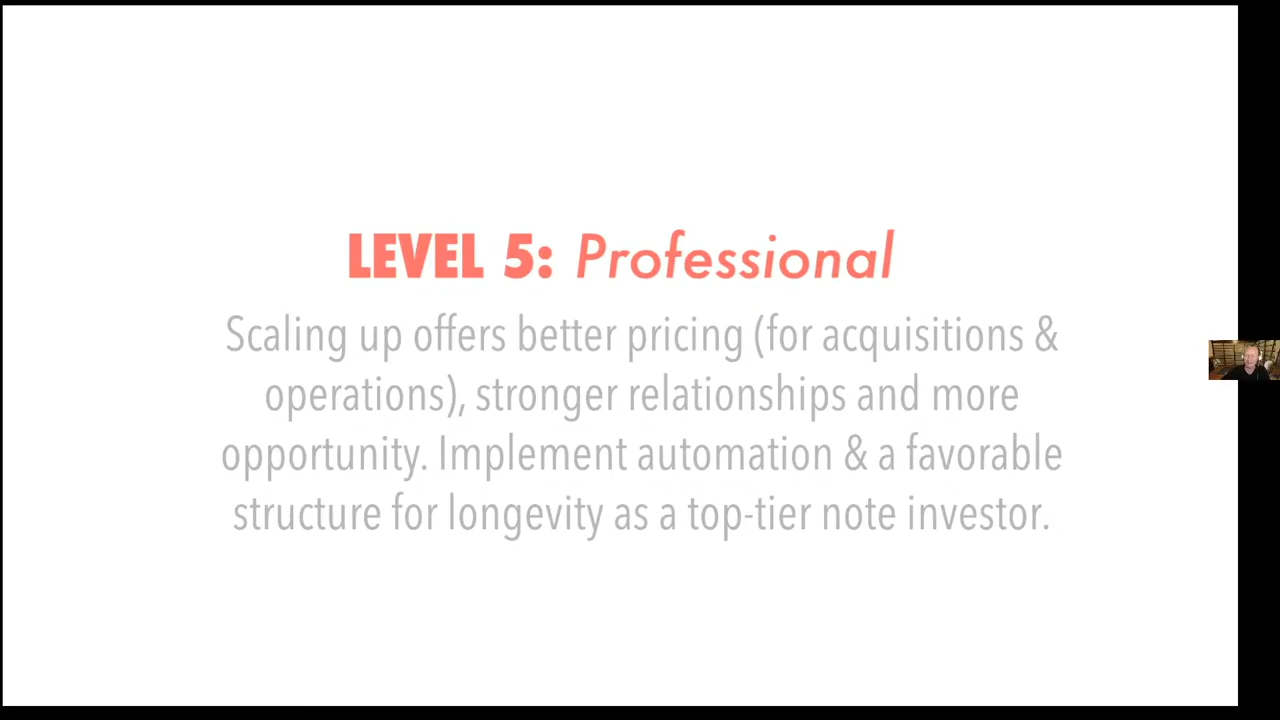 LEVEL 5: Professional
Scaling up offers better pricing (for acquisitions &
operations), stronger relationships and more
opportunity. Implement automation & a favorable
structure for longevity as a top-tier note investor.